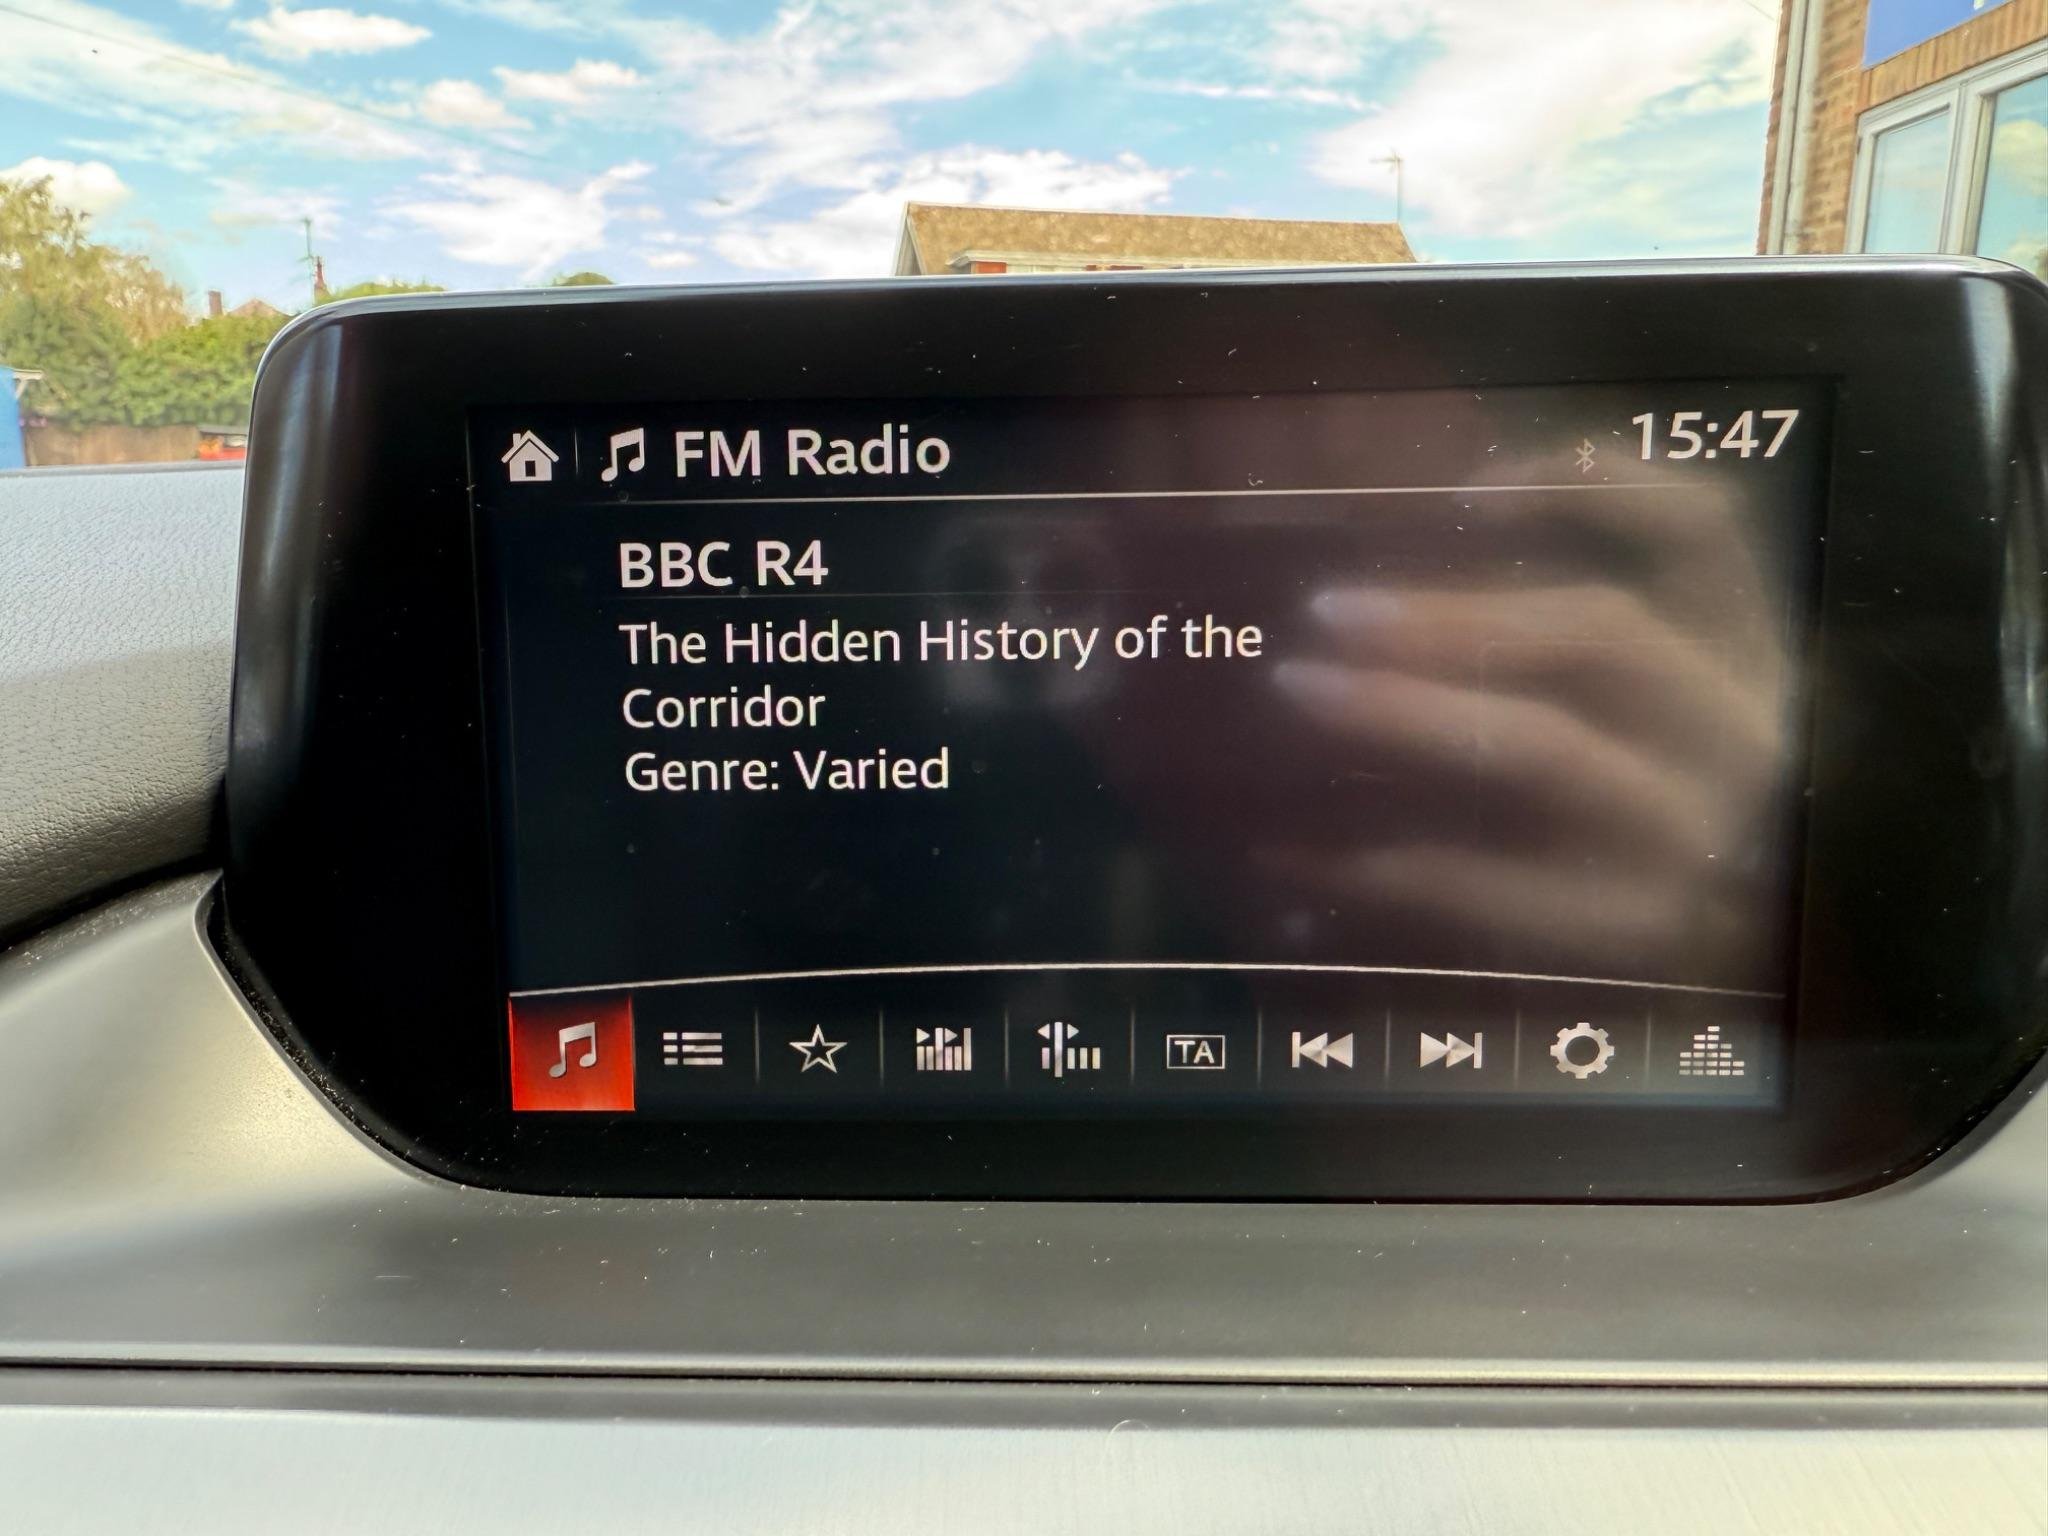 FM Radio
15:47
BBC R4
The Hidden History of the
Corridor
Genre: Varied
TA